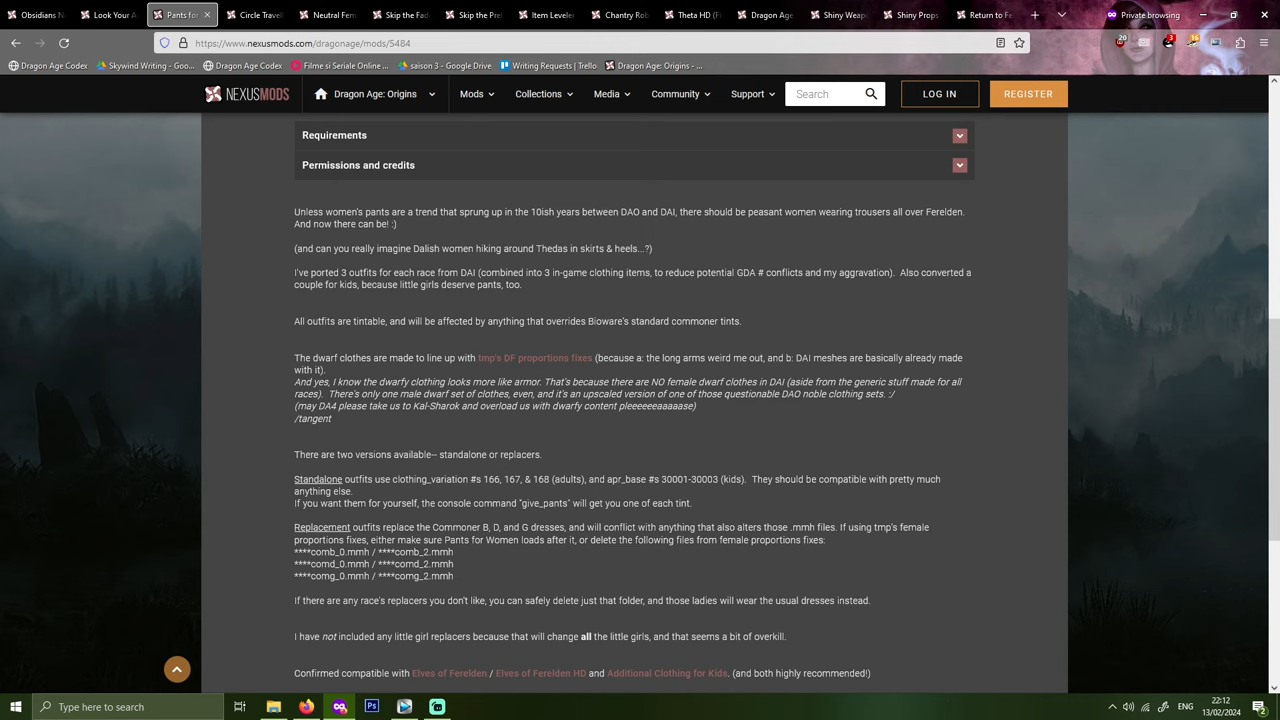 Obsidians N
Look Your A
Pants for
Circle Travell
Neutral Fem
Skip the Fad
Skip the Prel
Item Leveler
Chantry Rob
Theta HD (F
Dragon Age
Shiny Weap
Shiny Props
Return to Fe
Private browsing
https://www.nexusmods.com/dragonage/mods/5484
20
3
16
Dragon Age Codex
Skywind Writing - Goo...
Dragon Age Codex
Filme si Seriale Online ...
saison 3 - Google Drive
Writing Requests | Trello
Dragon Age: Origins - ...
NEXUSMODS
Dragon Age: Origins
Mods
Collections
Media
Community
Support
Search
LOG IN
REGISTER
Requirements
Permissions and credits
Unless women's pants are a trend that sprung up in the 10ish years between DAO and DAI, there should be peasant women wearing trousers all over Ferelden.
And now there can be! :)
(and can you really imagine Dalish women hiking around Thedas in skirts & heels...?)
I've ported 3 outfits for each race from DAI (combined into 3 in-game clothing items, to reduce potential GDA # conflicts and my aggravation).  Also converted a
couple for kids, because little girls deserve pants, too.
All outfits are tintable, and will be affected by anything that overrides Bioware's standard commoner tints.
The dwarf clothes are made to line up with tmp's DF proportions fixes (because a: the long arms weird me out, and b: DAI meshes are basically already made
with it).
And yes, I know the dwarfy clothing looks more like armor. That's because there are NO female dwarf clothes in DAI (aside from the generic stuff made for all
races).  There's only one male dwarf set of clothes, even, and it's an upscaled version of one of those questionable DAO noble clothing sets. :/
(may DA4 please take us to Kal-Sharok and overload us with dwarfy content pleeeeeeaaaaase)
/tangent
There are two versions available-- standalone or replacers.
Standalone outfits use clothing_variation #s 166, 167, & 168 (adults), and apr_base #s 30001-30003 (kids).  They should be compatible with pretty much
anything else.
If you want them for yourself, the console command "give_pants" will get you one of each tint.
Replacement outfits replace the Commoner B, D, and G dresses, and will conflict with anything that also alters those .mmh files. If using tmp's female
proportions fixes, either make sure Pants for Women loads after it, or delete the following files from female proportions fixes:
****comb_0.mmh / ****comb_2.mmh
****comd_0.mmh / ****comd_2.mmh
****comg_0.mmh / ****comg_2.mmh
If there are any race's replacers you don't like, you can safely delete just that folder, and those ladies will wear the usual dresses instead.
I have not included any little girl replacers because that will change all the little girls, and that seems a bit of overkill.
Confirmed compatible with Elves of Ferelden / Elves of Ferelden HD and Additional Clothing for Kids. (and both highly recommended!)
Type here to search
ENG
22:12
13/02/2024
2